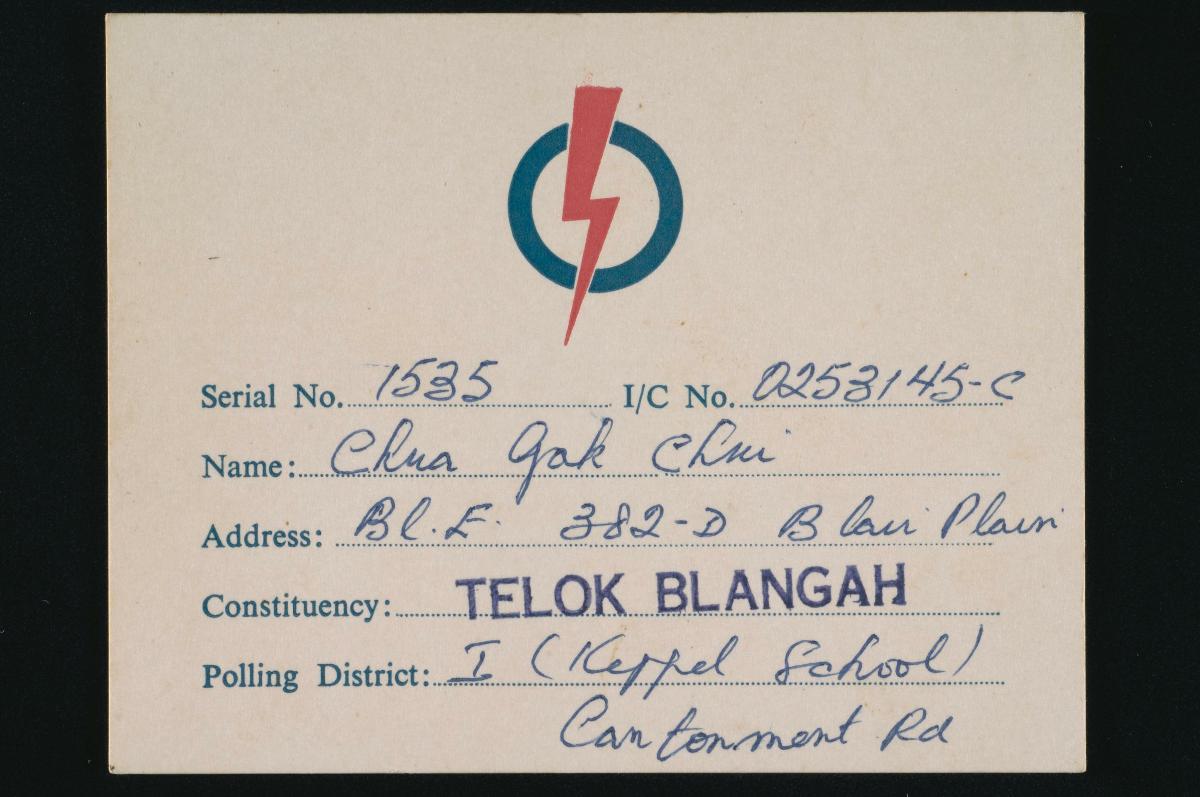 Serial No. 1535 I/C No. 0253145-C
Name: Chua Gak Chui
Address: Bl. E. 382-D Blair Plain
Constituency: TELOK BLANGAH
Polling District: I (Keppel School)
Cantonment Rd